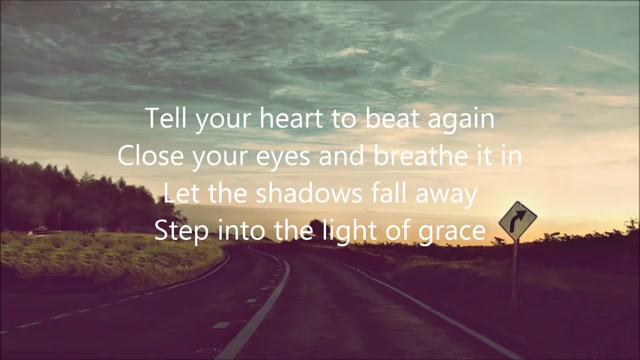 Tell your heart to beat again
Close your eyes and breathe it in
Let the shadows fall away
Step into the light of grace